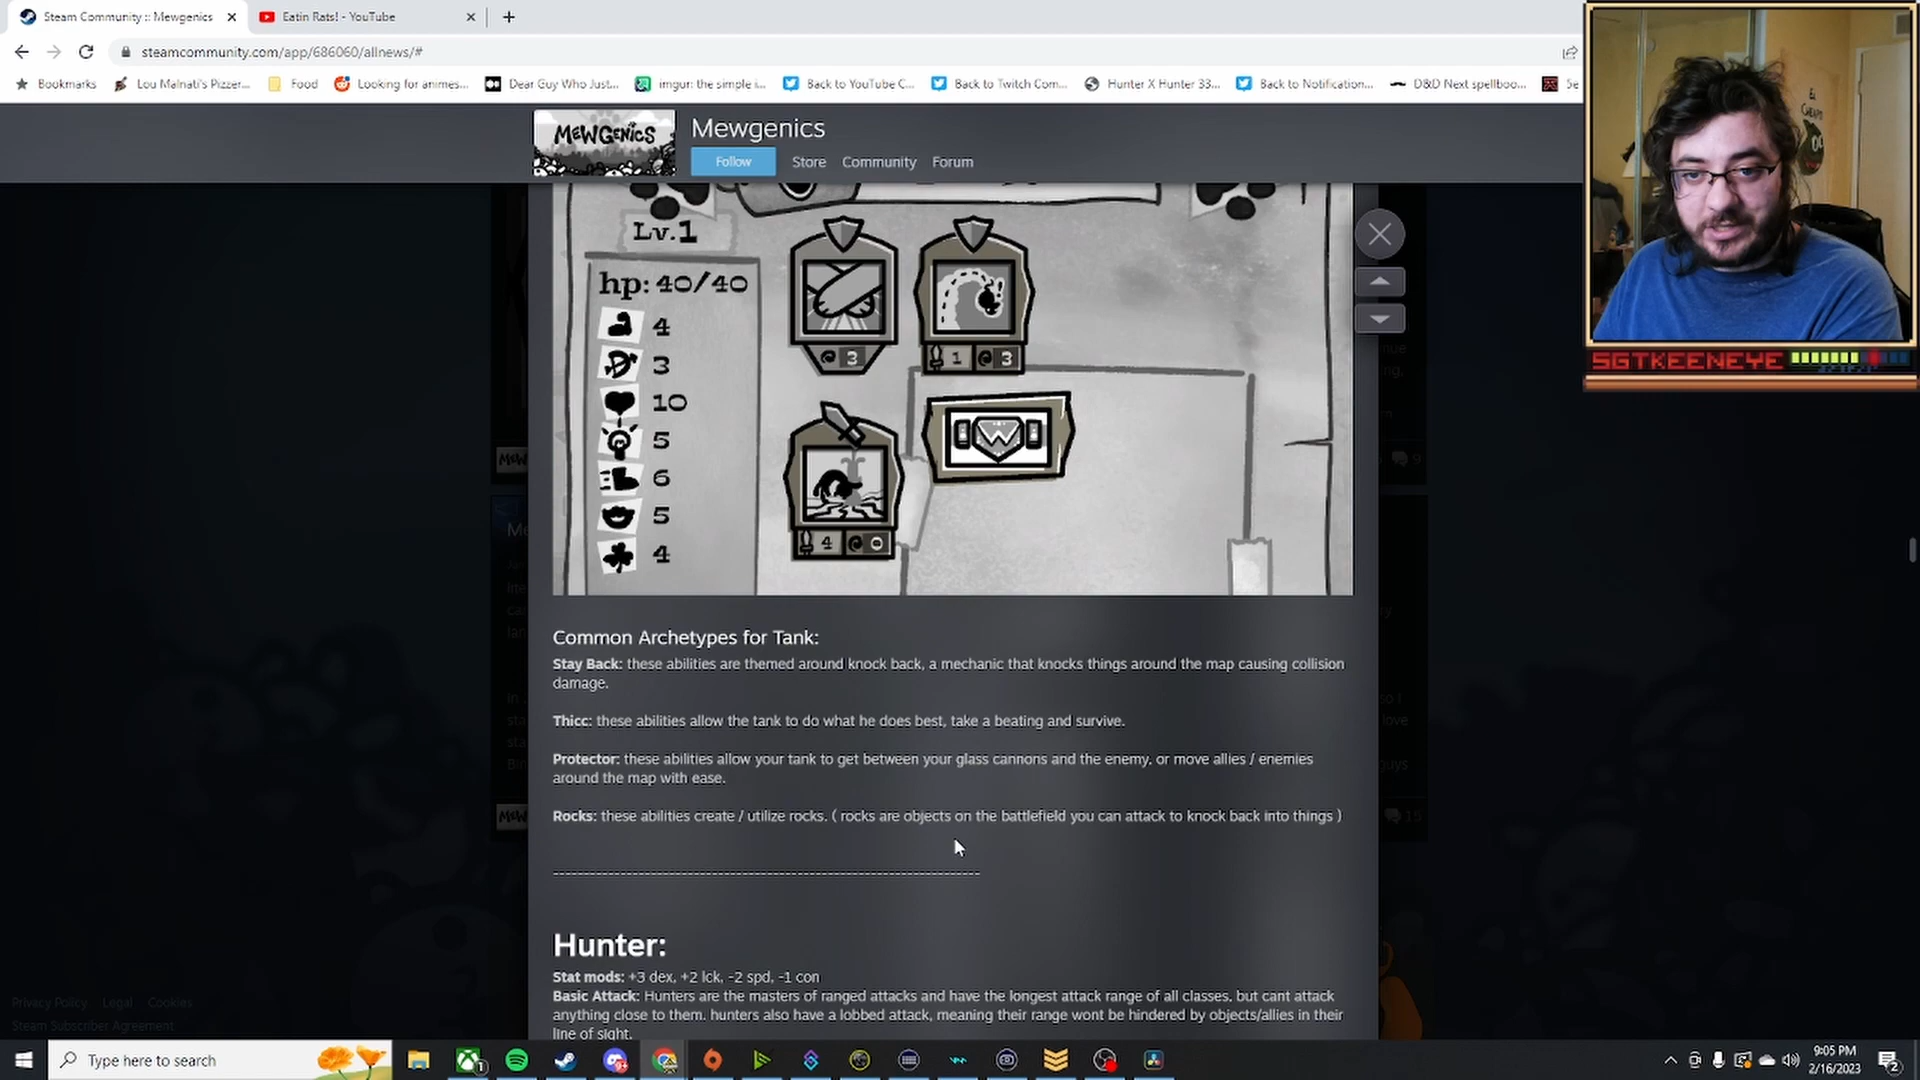 Steam Community :: Mewgenics
Eatin Rats! - YouTube
steamcommunity.com/app/686060/allnews/#
Bookmarks
Lou Malnati's Pizzer...
Food
Looking for animes...
Dear Guy Who Just...
imgur: the simple i...
Back to YouTube C...
Back to Twitch Com...
Hunter X Hunter 33...
Back to Notification...
D&D Next spellboo...
5e
MEWGENICS
Mewgenics
Follow
Store
Community
Forum
SGTKEENEYE
Lv.1
hp: 40/40
4
3
10
5
6
5
4
3
1 3
4 0
Common Archetypes for Tank:
Stay Back: these abilities are themed around knock back, a mechanic that knocks things around the map causing collision
damage.
Thicc: these abilities allow the tank to do what he does best, take a beating and survive.
Protector: these abilities allow your tank to get between your glass cannons and the enemy, or move allies / enemies
around the map with ease.
Rocks: these abilities create / utilize rocks. ( rocks are objects on the battlefield you can attack to knock back into things )
--------------------------------------------------------------------------------
Hunter:
Stat mods: +3 dex, +2 lck, -2 spd, -1 con
Basic Attack: Hunters are the masters of ranged attacks and have the longest attack range of all classes, but cant attack
anything close to them. hunters also have a lobbed attack, meaning their range wont be hindered by objects/allies in their
line of sight.
9
15
Privacy Policy Legal Cookies
Steam Subscriber Agreement
Type here to search
9:05 PM
2/16/2023
2